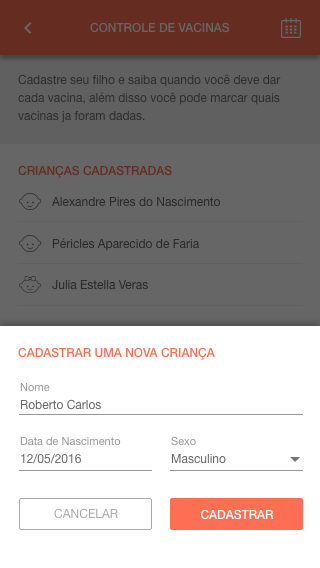 CONTROLE DE VACINAS
Cadastre seu filho e saiba quando você deve dar
cada vacina, além disso você pode marcar quais
vacinas ja foram dadas.
CRIANÇAS CADASTRADAS
Alexandre Pires do Nascimento
Péricles Aparecido de Faria
Julia Estella Veras
CADASTRAR UMA NOVA CRIANÇA
Nome
Roberto Carlos
Data de Nascimento Sexo
12/05/2016 Masculino
CANCELAR CADASTRAR